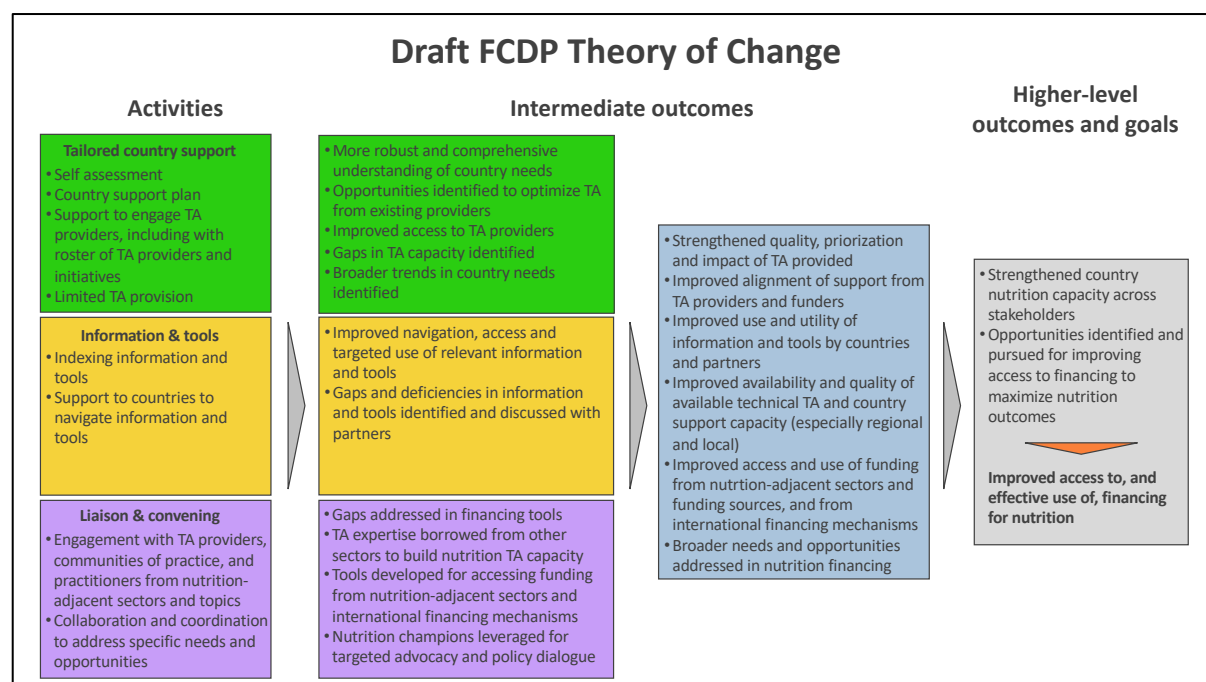 Draft FCDP Theory of Change
Activities
Intermediate outcomes
Higher-level
outcomes and goals
Tailored country support
• Self assessment
• Country support plan
• Support to engage TA
providers, including with
roster of TA providers and
initiatives
• Limited TA provision
Information & tools
• Indexing information and
tools
• Support to countries to
navigate information and
tools
Liaison & convening
• Engagement with TA providers,
communities of practice, and
practitioners from nutrition-
adjacent sectors and topics
• Collaboration and coordination
to address specific needs and
opportunities
• More robust and comprehensive
understanding of country needs
• Opportunities identified to optimize TA
from existing providers
• Improved access to TA providers
• Gaps in TA capacity identified
• Broader trends in country needs
identified
• Improved navigation, access and
targeted use of relevant information
and tools
• Gaps and deficiencies in information
and tools identified and discussed with
partners
• Gaps addressed in financing tools
• TA expertise borrowed from other
sectors to build nutrition TA capacity
• Tools developed for accessing funding
from nutrition-adjacent sectors and
international financing mechanisms
• Nutrition champions leveraged for
targeted advocacy and policy dialogue
• Strengthened quality, priorization
and impact of TA provided
• Improved alignment of support from
TA providers and funders
• Improved use and utility of
information and tools by countries
and partners
• Improved availability and quality of
available technical TA and country
support capacity (especially regional
and local)
• Improved access and use of funding
from nutrtion-adjacent sectors and
funding sources, and from
international financing mechanisms
• Broader needs and opportunities
addressed in nutrition financing
• Strengthened country
nutrition capacity across
stakeholders
• Opportunities identified and
pursued for improving
access to financing to
maximize nutrition
outcomes
Improved access to, and
effective use of, financing
for nutrition